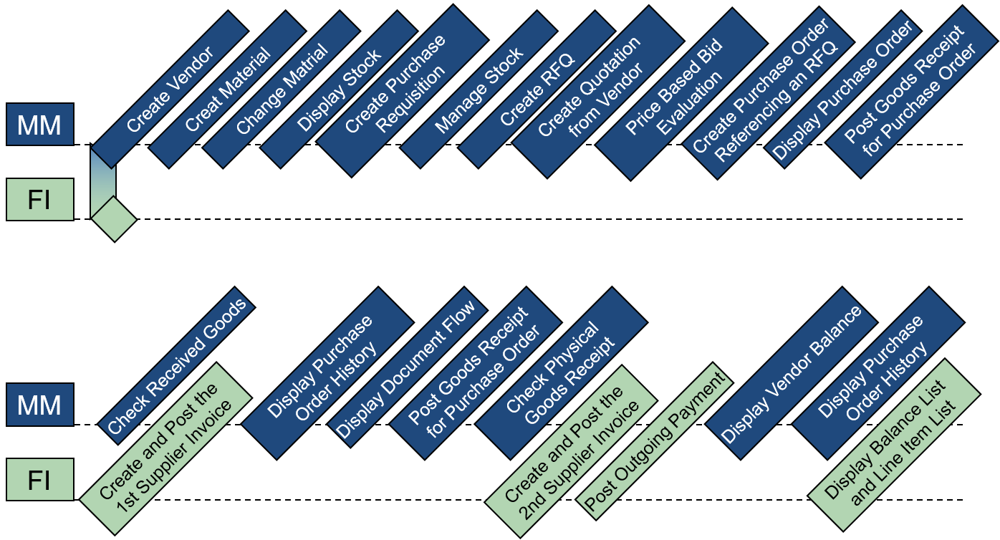 MM
Create Vendor
Creat Material
Change Matrial
Display Stock
Create Purchase
Requisition
Manage Stock
Create RFQ
Create Quotation
from Vendor
Price Based Bid
Evaluation
Create Purchase Order
Referencing an RFQ
Display Purchase Order
Post Goods Receipt
for Purchase Order
FI
MM
Check Received Goods
Display Purchase
Order History
Display Document Flow
Post Goods Receipt
for Purchase Order
Check Physical
Goods Receipt
Display Vendor Balance
Display Purchase
Order History
FI
Create and Post the
1st Supplier Invoice
Create and Post the
2nd Supplier Invoice
Post Outgoing Payment
Display Balance List
and Line Item List